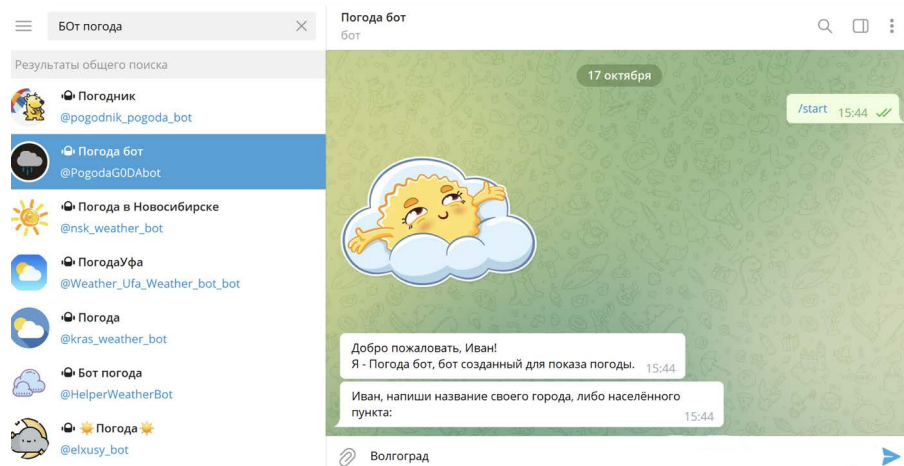 БОт погода
Результаты общего поиска
Погодник
@pogodnik_pogoda_bot
Погода бот
@PogodaG0DAbot
Погода в Новосибирске
@nsk_weather_bot
ПогодаУфа
@Weather_Ufa_Weather_bot_bot
Погода
@kras_weather_bot
Бот погода
@HelperWeatherBot
☀️Погода☀️
@elxusy_bot
Погода бот
бот
17 октября
/start 15:44
Добро пожаловать, Иван!
Я - Погода бот, бот созданный для показа погоды. 15:44
Иван, напиши название своего города, либо населённого
пункта: 15:44
Волгоград